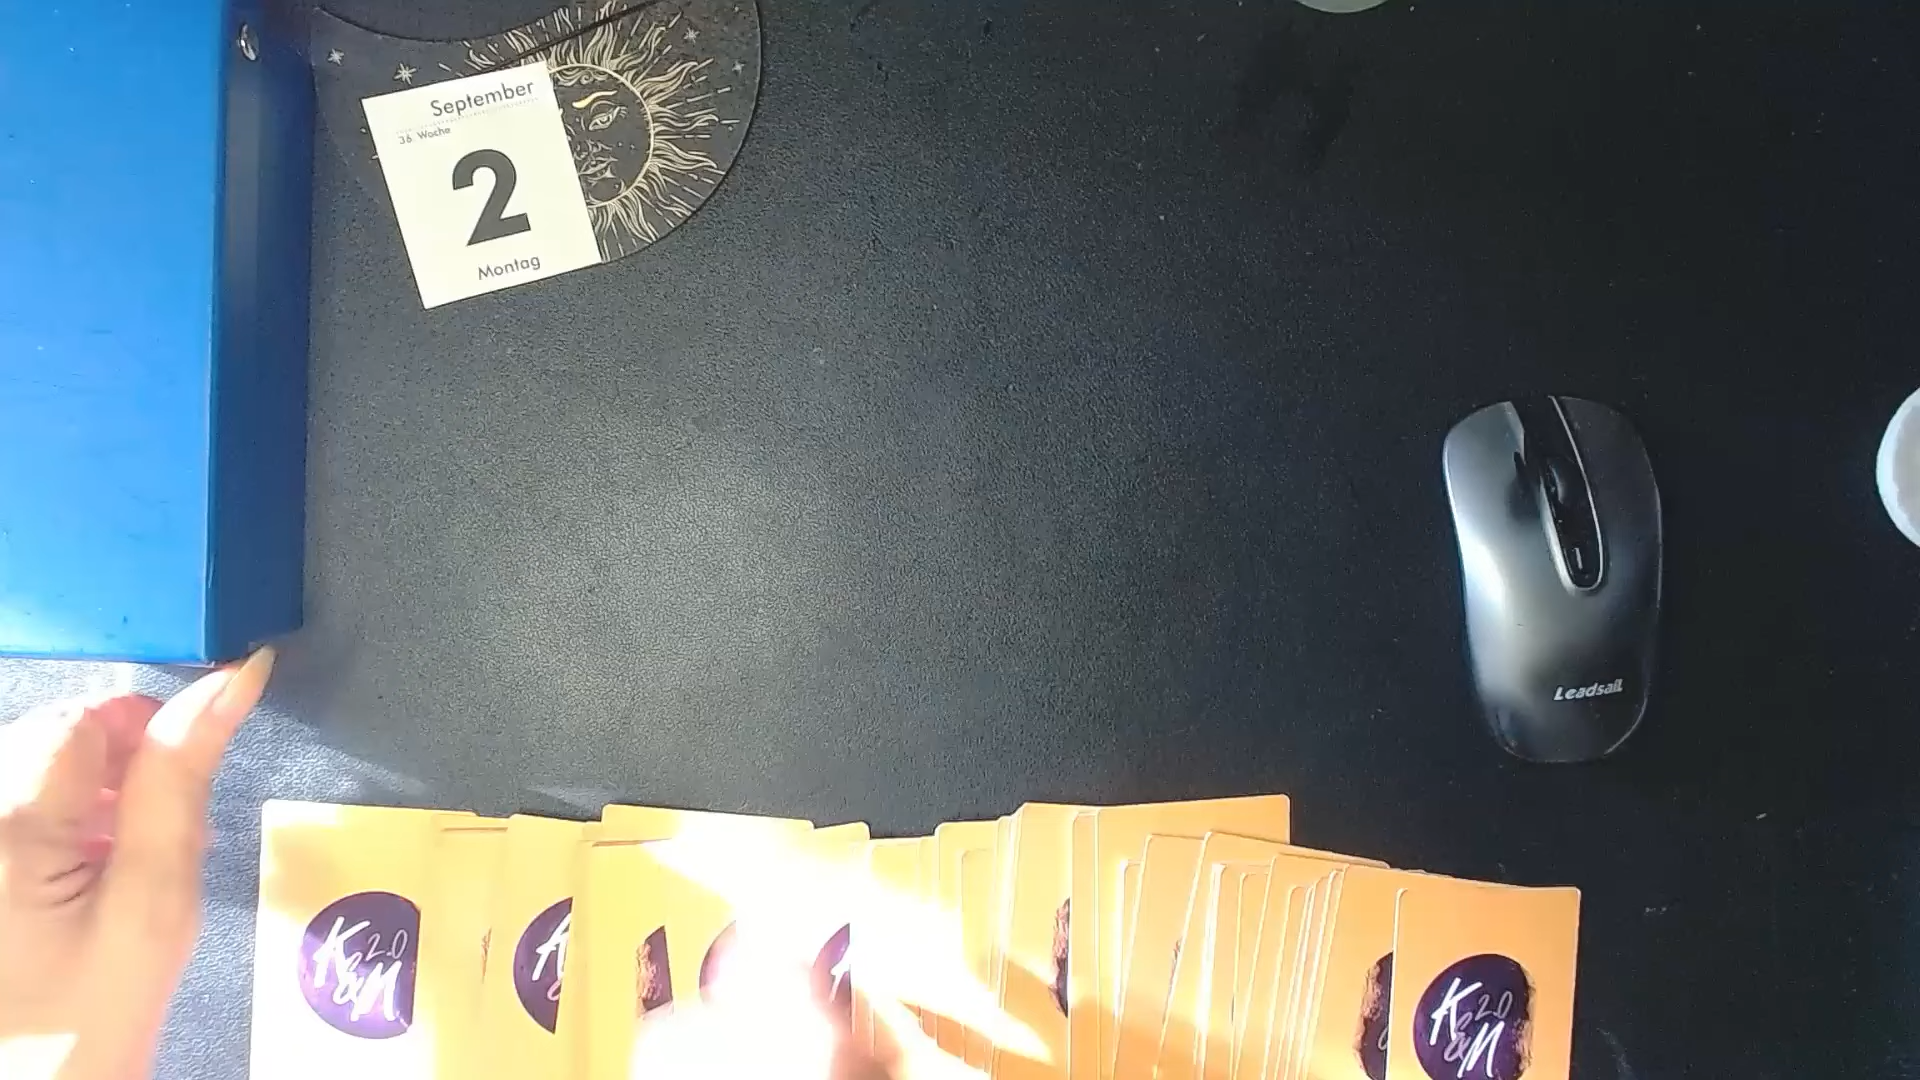 September
36. Woche
2
Montag
Leadsail
K&M 2.0
K&M 2.0